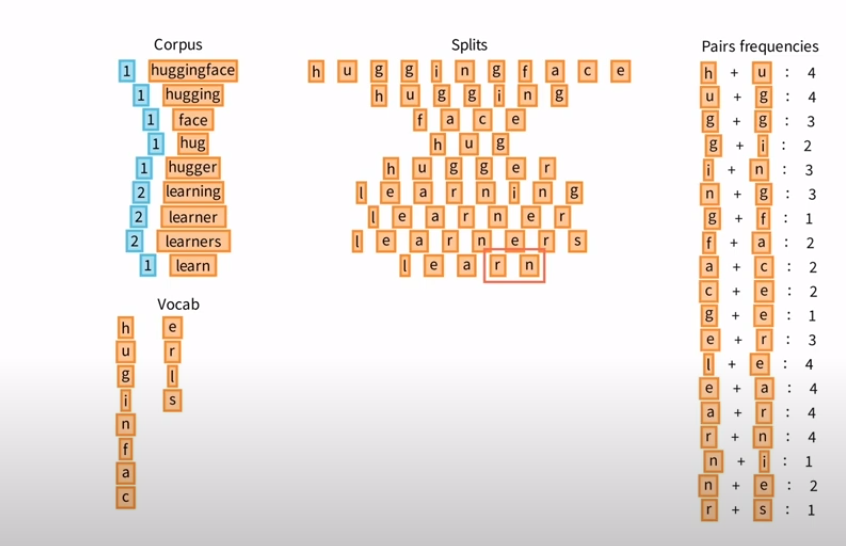 Corpus
1 huggingface
1 hugging
1 face
1 hug
1 hugger
2 learning
2 learner
2 learners
1 learn
Vocab
h e
u r
g l
i s
n
f
a
c
Splits
h u g g i n g f a c e
h u g g i n g
f a c e
h u g
h u g g e r
l e a r n i n g
l e a r n e r
l e a r n e r s
l e a r n
Pairs frequencies
h + u : 4
u + g : 4
g + g : 3
g + i : 2
i + n : 3
n + g : 3
g + f : 1
f + a : 2
a + c : 2
c + e : 2
g + e : 1
e + r : 3
l + e : 4
e + a : 4
a + r : 4
r + n : 4
n + i : 1
n + e : 2
r + s : 1